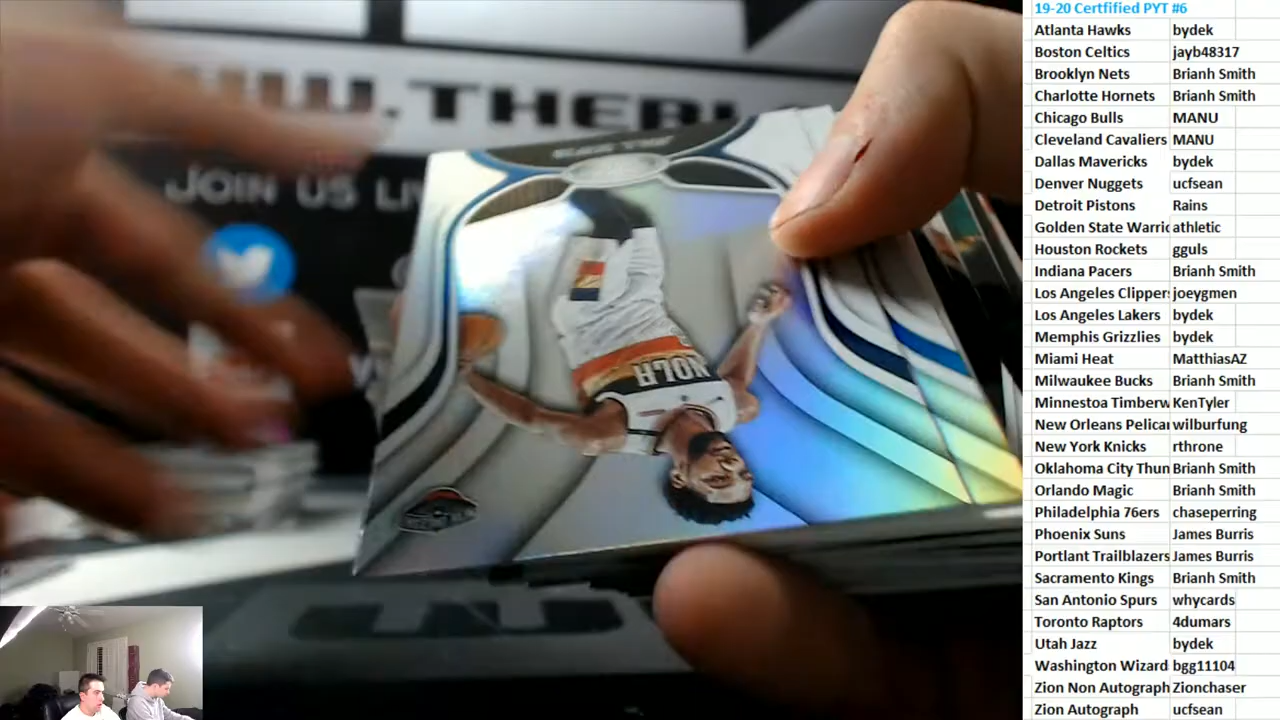 W.THEB
JOIN US LIV
NOLA
19-20 Certfified PYT #6
Atlanta Hawks bydek
Boston Celtics jayb48317
Brooklyn Nets Brianh Smith
Charlotte Hornets Brianh Smith
Chicago Bulls MANU
Cleveland Cavaliers MANU
Dallas Mavericks bydek
Denver Nuggets ucfsean
Detroit Pistons Rains
Golden State Warric athletic
Houston Rockets gguls
Indiana Pacers Brianh Smith
Los Angeles Clipper: joeygmen
Los Angeles Lakers bydek
Memphis Grizzlies bydek
Miami Heat MatthiasAZ
Milwaukee Bucks Brianh Smith
Minnestoa Timberw KenTyler
New Orleans Pelicar wilburfung
New York Knicks rthrone
Oklahoma City Thun Brianh Smith
Orlando Magic Brianh Smith
Philadelphia 76ers chaseperring
Phoenix Suns James Burris
Portlant Trailblazers James Burris
Sacramento Kings Brianh Smith
San Antonio Spurs whycards
Toronto Raptors 4dumars
Utah Jazz bydek
Washington Wizard bgg11104
Zion Non Autograph Zionchaser
Zion Autograph ucfsean